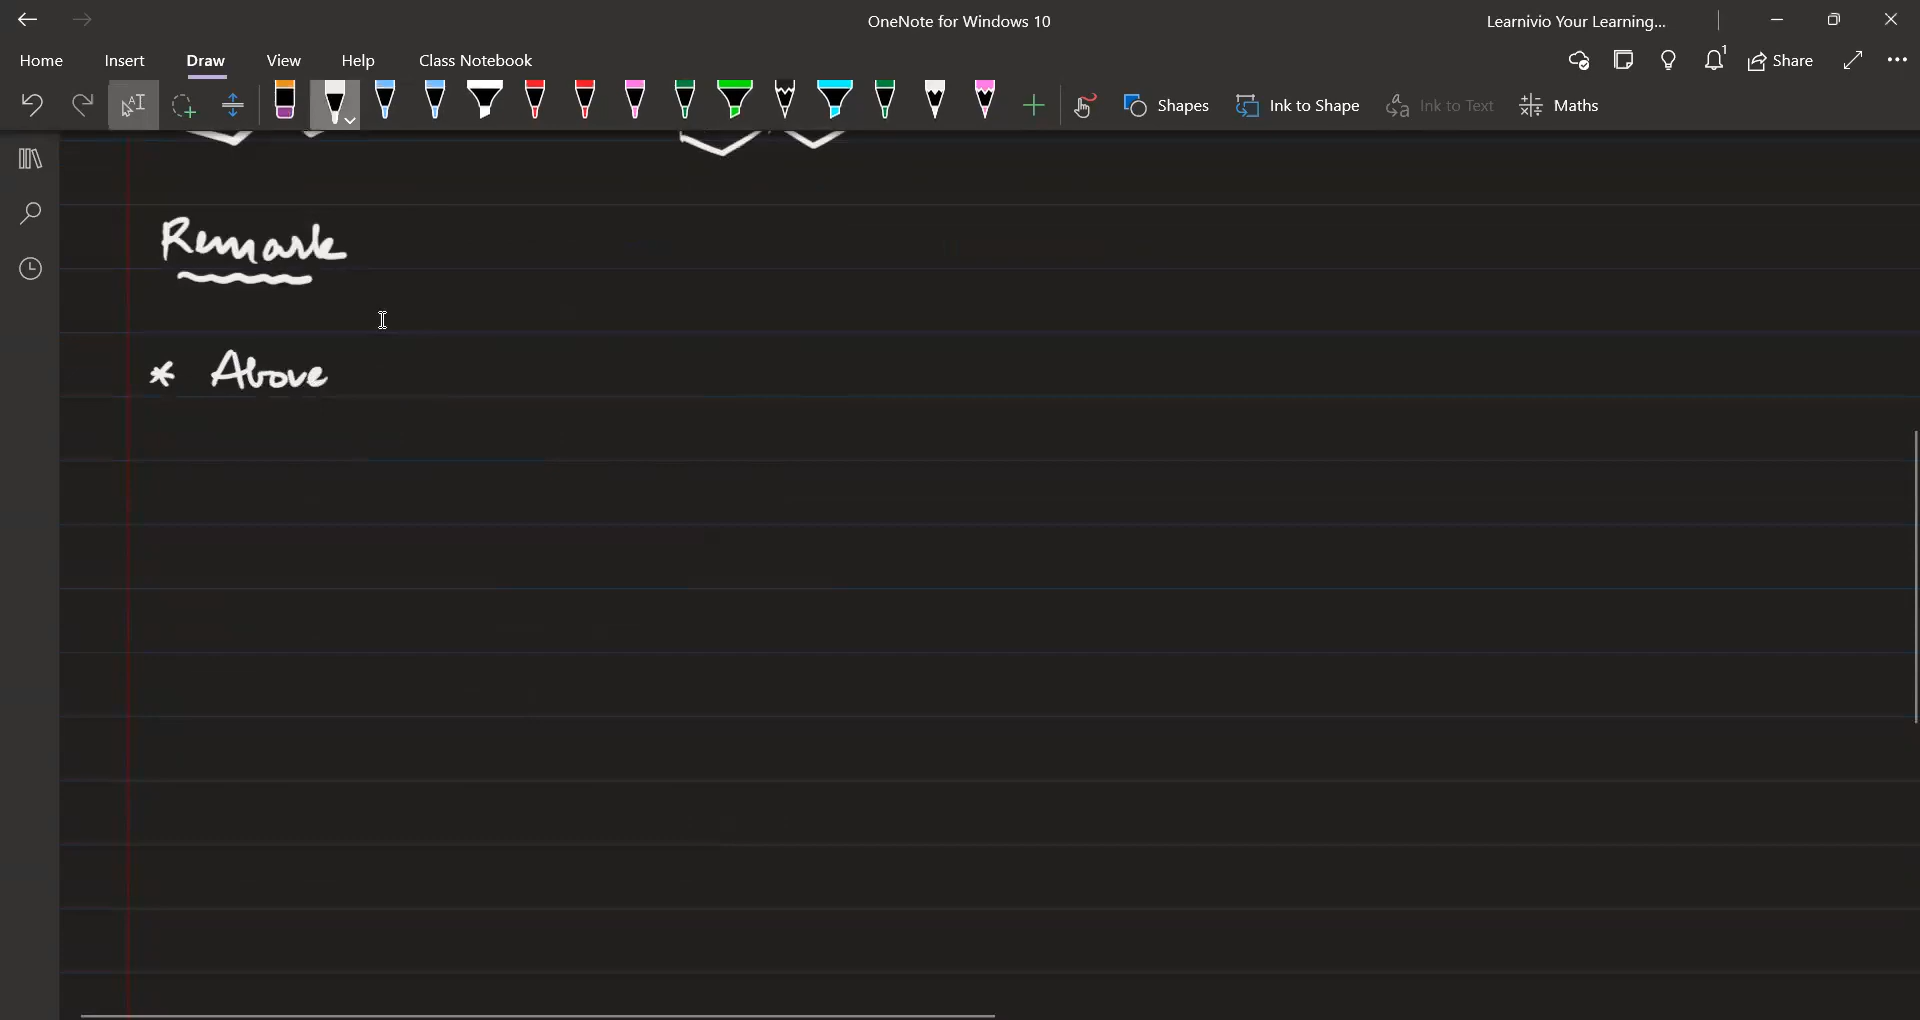 OneNote for Windows 10
Learnivio Your Learning...
Home Insert Draw View Help Class Notebook
1
Share
Shapes Ink to Shape Ink to Text Maths
Remark
* Above